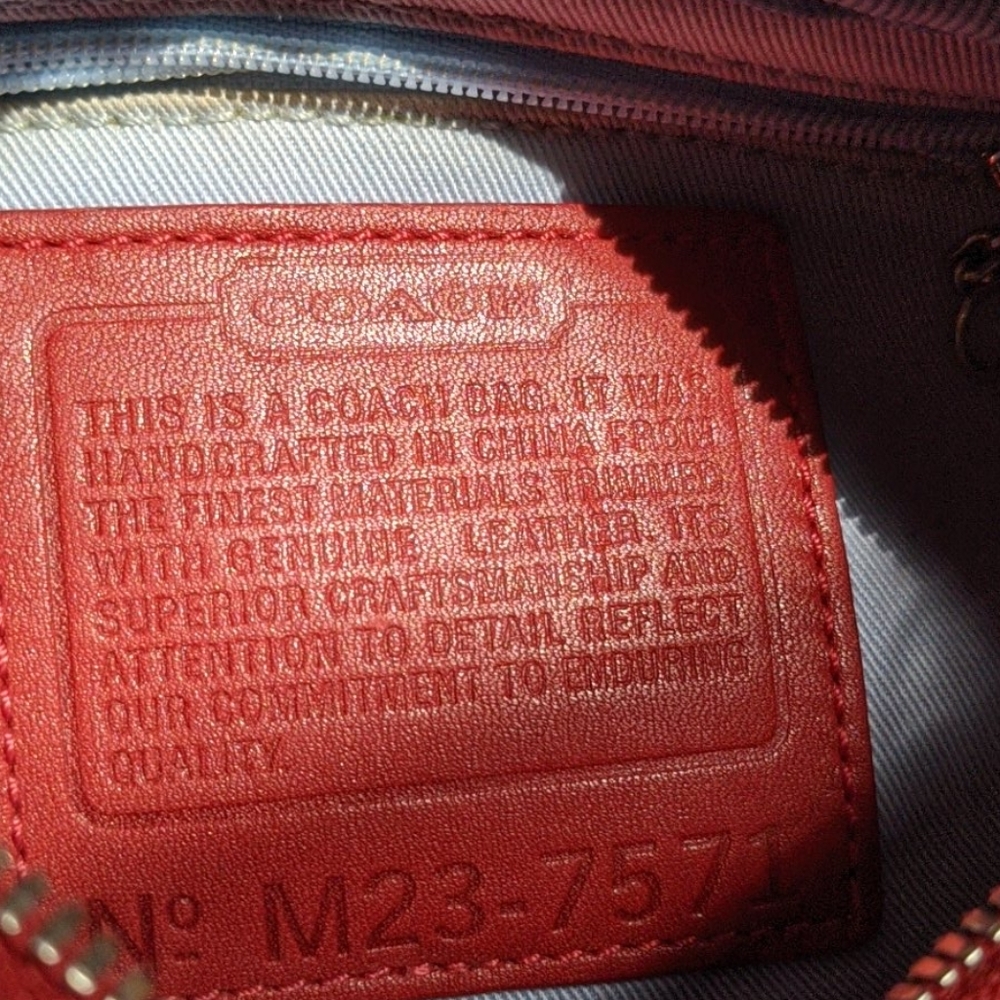 COACH
THIS IS A COACH BAG. IT WAS
HANDCRAFTED IN CHINA FROM
THE FINEST MATERIALS TRIMMED
WITH GENUINE LEATHER. ITS
SUPERIOR CRAFTSMANSHIP AND
ATTENTION TO DETAIL REFLECT
OUR COMMITMENT TO ENDURING
QUALITY.
Nº M23-7571